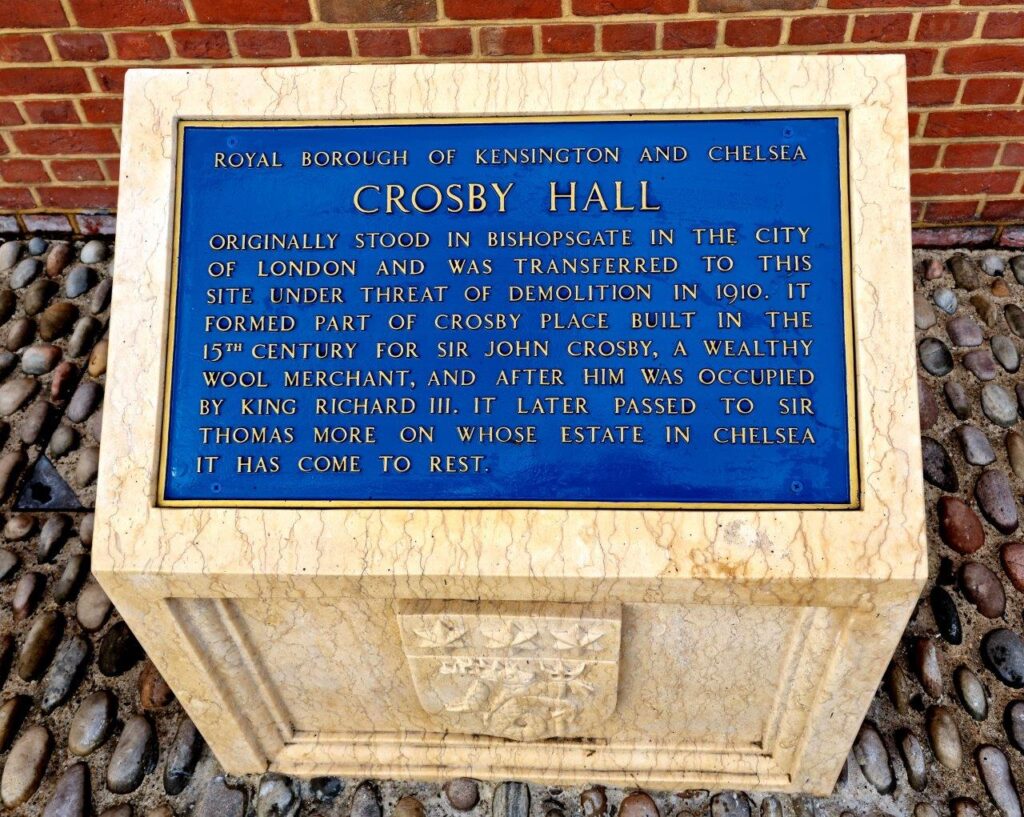 ROYAL BOROUGH OF KENSINGTON AND CHELSEA
CROSBY HALL
ORIGINALLY STOOD IN BISHOPSGATE IN THE CITY
OF LONDON AND WAS TRANSFERRED TO THIS
SITE UNDER THREAT OF DEMOLITION IN 1910. IT
FORMED PART OF CROSBY PLACE BUILT IN THE
15TH CENTURY FOR SIR JOHN CROSBY, A WEALTHY
WOOL MERCHANT, AND AFTER HIM WAS OCCUPIED
BY KING RICHARD III. IT LATER PASSED TO SIR
THOMAS MORE ON WHOSE ESTATE IN CHELSEA
IT HAS COME TO REST.